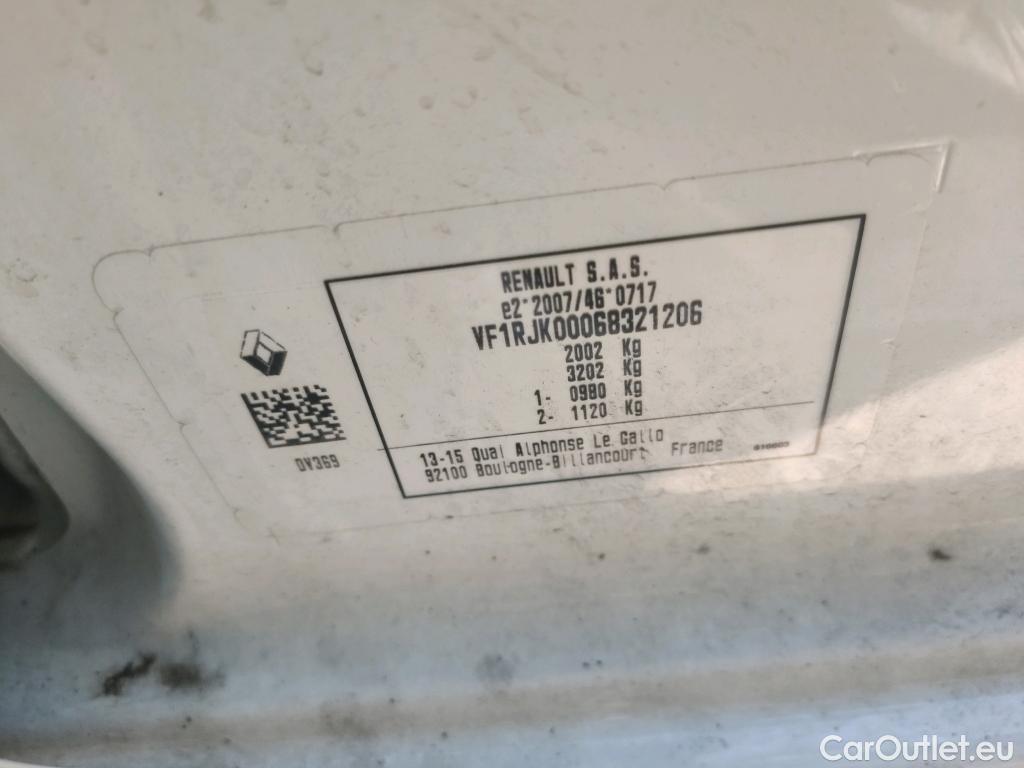 RENAULT S.A.S.
e2*2007/46*0717
VF1RJK00068321206
2002 Kg
3202 Kg
1- 0980 Kg
2- 1120 Kg
13-15 Quai Alphonse Le Gallo
92100 Boulogne-Billancourt France
DV369
CarOutlet.eu